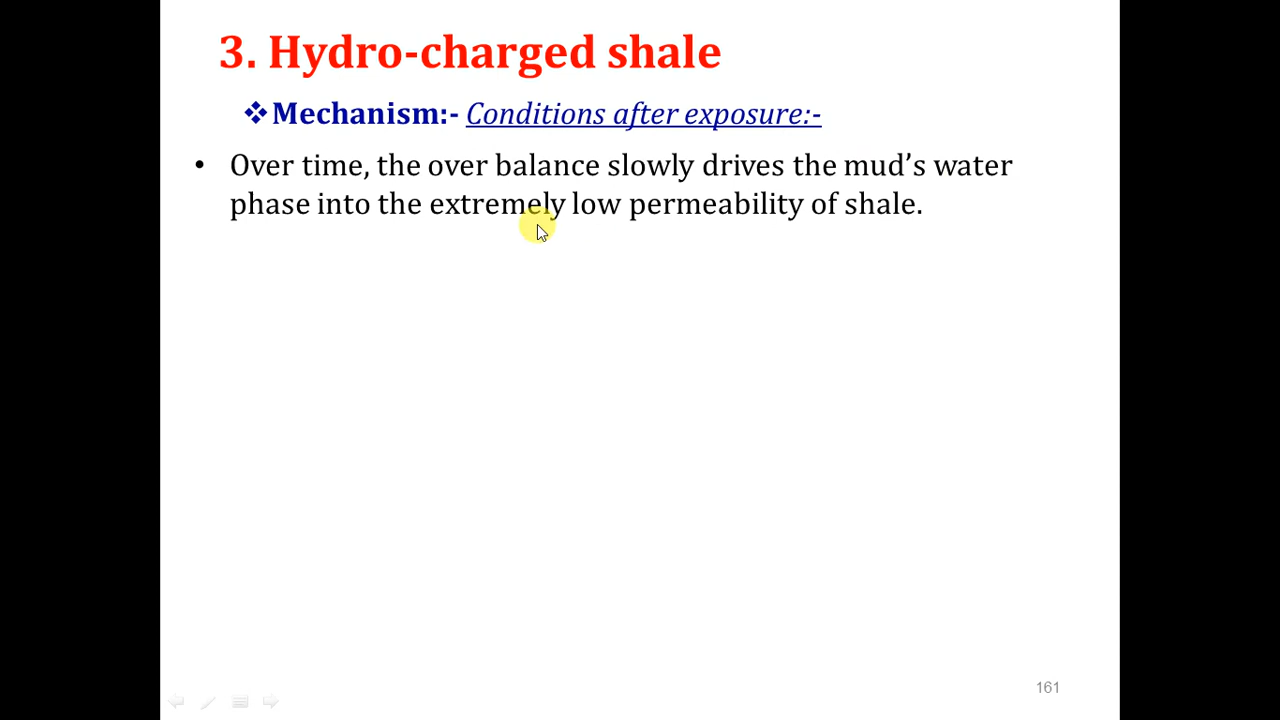 3. Hydro-charged shale
❖Mechanism:- Conditions after exposure:-
• Over time, the over balance slowly drives the mud’s water
phase into the extremely low permeability of shale.
161